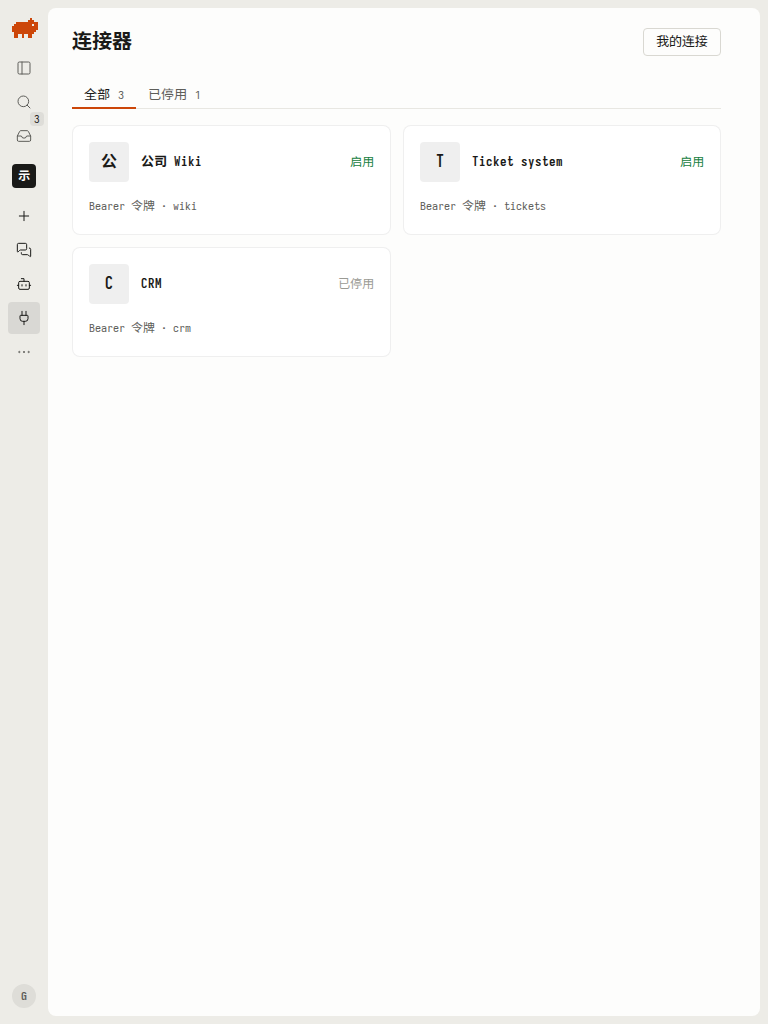 连接器
我的连接
全部 3
已停用 1
3
示
公
公司 Wiki
启用
Bearer 令牌 · wiki
T
Ticket system
启用
Bearer 令牌 · tickets
C
CRM
已停用
Bearer 令牌 · crm
G